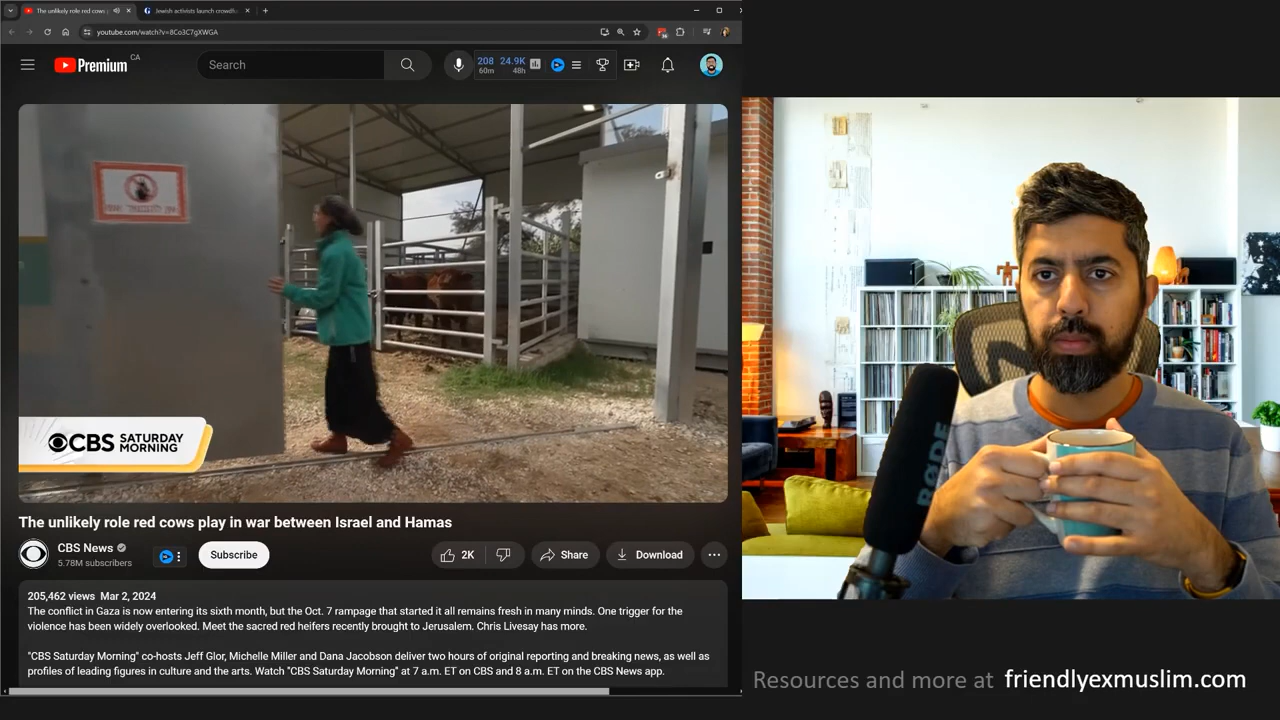 The unlikely role red cows p
Jewish activists launch crowdfu
youtube.com/watch?v=8Co3C7gXWGA
Premium CA
Search
208 24.9K
60m 48h
CBS SATURDAY MORNING
The unlikely role red cows play in war between Israel and Hamas
CBS News
5.78M subscribers
Subscribe
2K
Share
Download
205,462 views Mar 2, 2024
The conflict in Gaza is now entering its sixth month, but the Oct. 7 rampage that started it all remains fresh in many minds. One trigger for the
violence has been widely overlooked. Meet the sacred red heifers recently brought to Jerusalem. Chris Livesay has more.
"CBS Saturday Morning" co-hosts Jeff Glor, Michelle Miller and Dana Jacobson deliver two hours of original reporting and breaking news, as well as
profiles of leading figures in culture and the arts. Watch "CBS Saturday Morning" at 7 a.m. ET on CBS and 8 a.m. ET on the CBS News app.
RØDE
Resources and more at friendlyexmuslim.com